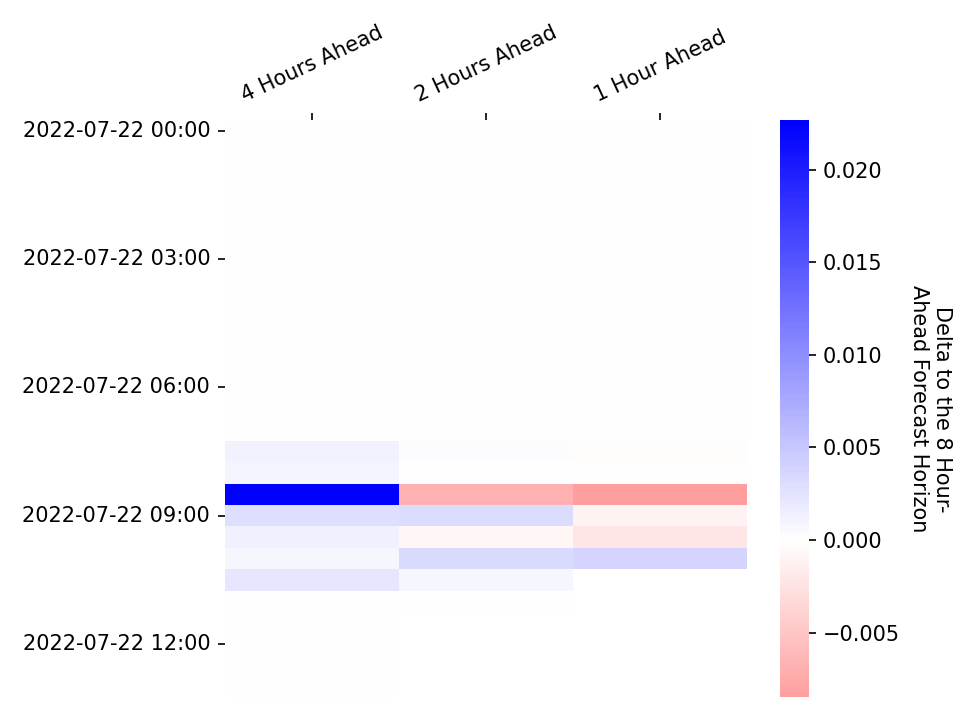 4 Hours Ahead
2 Hours Ahead
1 Hour Ahead
2022-07-22 00:00
2022-07-22 03:00
2022-07-22 06:00
2022-07-22 09:00
2022-07-22 12:00
0.020
0.015
0.010
0.005
0.000
−0.005
Delta to the 8 Hour-
Ahead Forecast Horizon